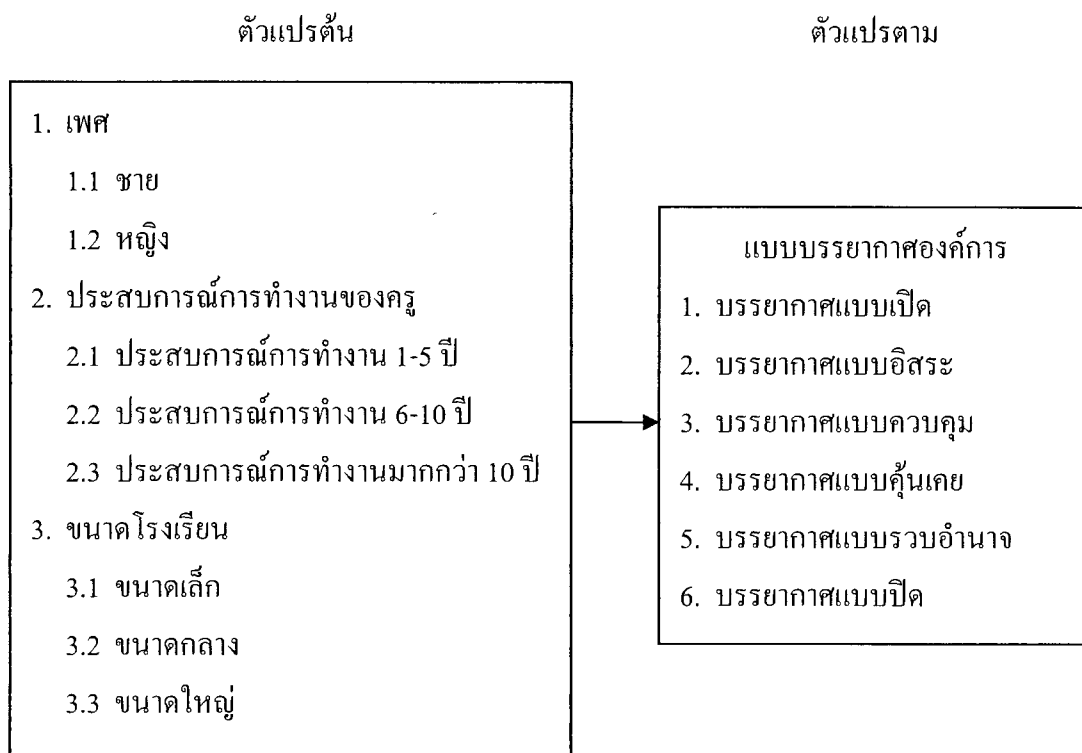 ตัวแปรต้น
ตัวแปรตาม
1. เพศ
1.1 ชาย
1.2 หญิง
2. ประสบการณ์การทำงานของครู
2.1 ประสบการณ์การทำงาน 1-5 ปี
2.2 ประสบการณ์การทำงาน 6-10 ปี
2.3 ประสบการณ์การทำงานมากกว่า 10 ปี
3. ขนาดโรงเรียน
3.1 ขนาดเล็ก
3.2 ขนาดกลาง
3.3 ขนาดใหญ่
แบบบรรยากาศองค์การ
1. บรรยากาศแบบเปิด
2. บรรยากาศแบบอิสระ
3. บรรยากาศแบบควบคุม
4. บรรยากาศแบบคุ้นเคย
5. บรรยากาศแบบรวบอำนาจ
6. บรรยากาศแบบปิด